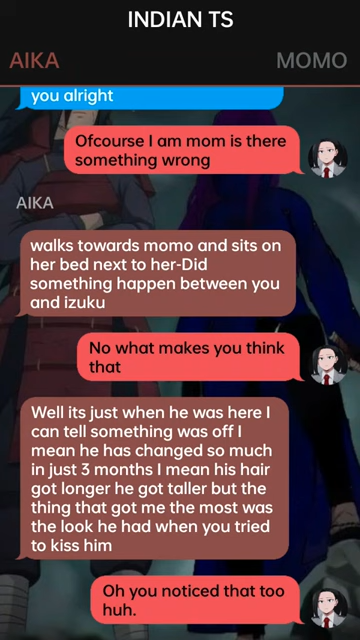 INDIAN TS
AIKA
MOMO
you alright
Ofcourse I am mom is there
something wrong
AIKA
walks towards momo and sits on
her bed next to her-Did
something happen between you
and izuku
No what makes you think
that
Well its just when he was here I
can tell something was off I
mean he has changed so much
in just 3 months I mean his hair
got longer he got taller but the
thing that got me the most was
the look he had when you tried
to kiss him
Oh you noticed that too
huh.